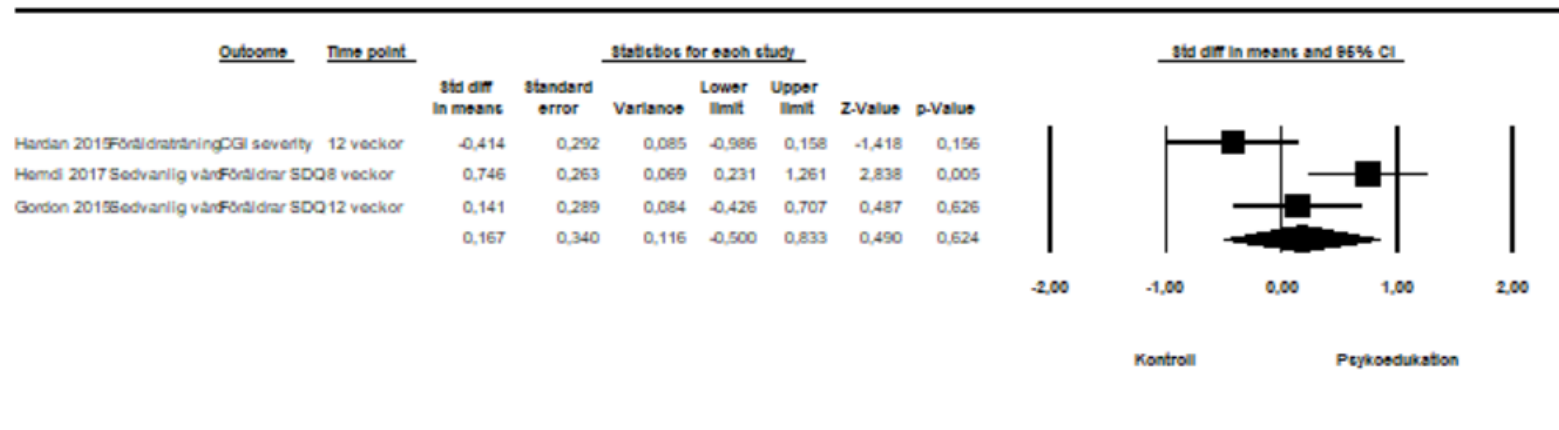 Outcome Time point Statistics for each study Std diff in means and 95% CI
Std diff in means Standard error Variance Lower limit Upper limit Z-Value p-Value
Hardan 2015 Föräldraträning CGI severity 12 veckor -0,414 0,292 0,085 -0,986 0,158 -1,418 0,156
Hemdi 2017 Sedvanlig vård Föräldrar SDQ 8 veckor 0,746 0,263 0,069 0,231 1,261 2,838 0,005
Gordon 2015 Sedvanlig vård Föräldrar SDQ 12 veckor 0,141 0,289 0,084 -0,426 0,707 0,487 0,626
0,167 0,340 0,116 -0,500 0,833 0,490 0,624
-2,00 -1,00 0,00 1,00 2,00
Kontroll Psykoedukation